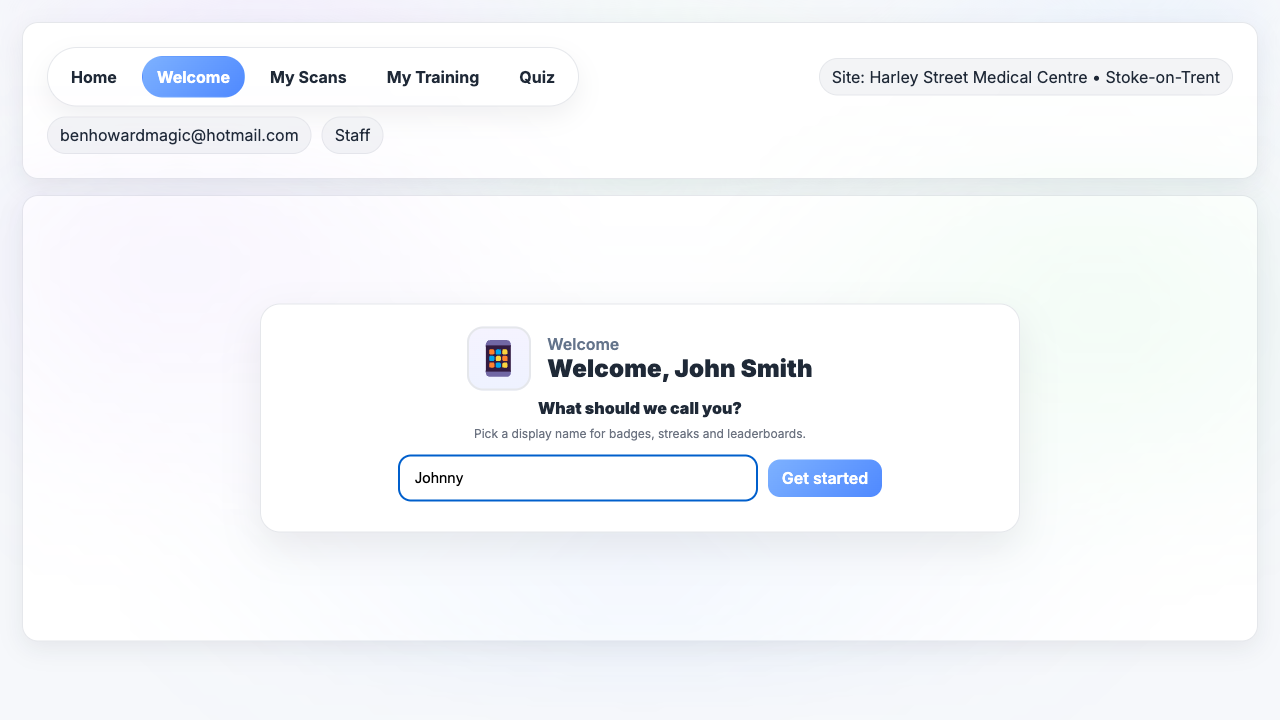 Home Welcome My Scans My Training Quiz
Site: Harley Street Medical Centre • Stoke-on-Trent
benhowardmagic@hotmail.com Staff
Welcome
Welcome, John Smith
What should we call you?
Pick a display name for badges, streaks and leaderboards.
Johnny Get started